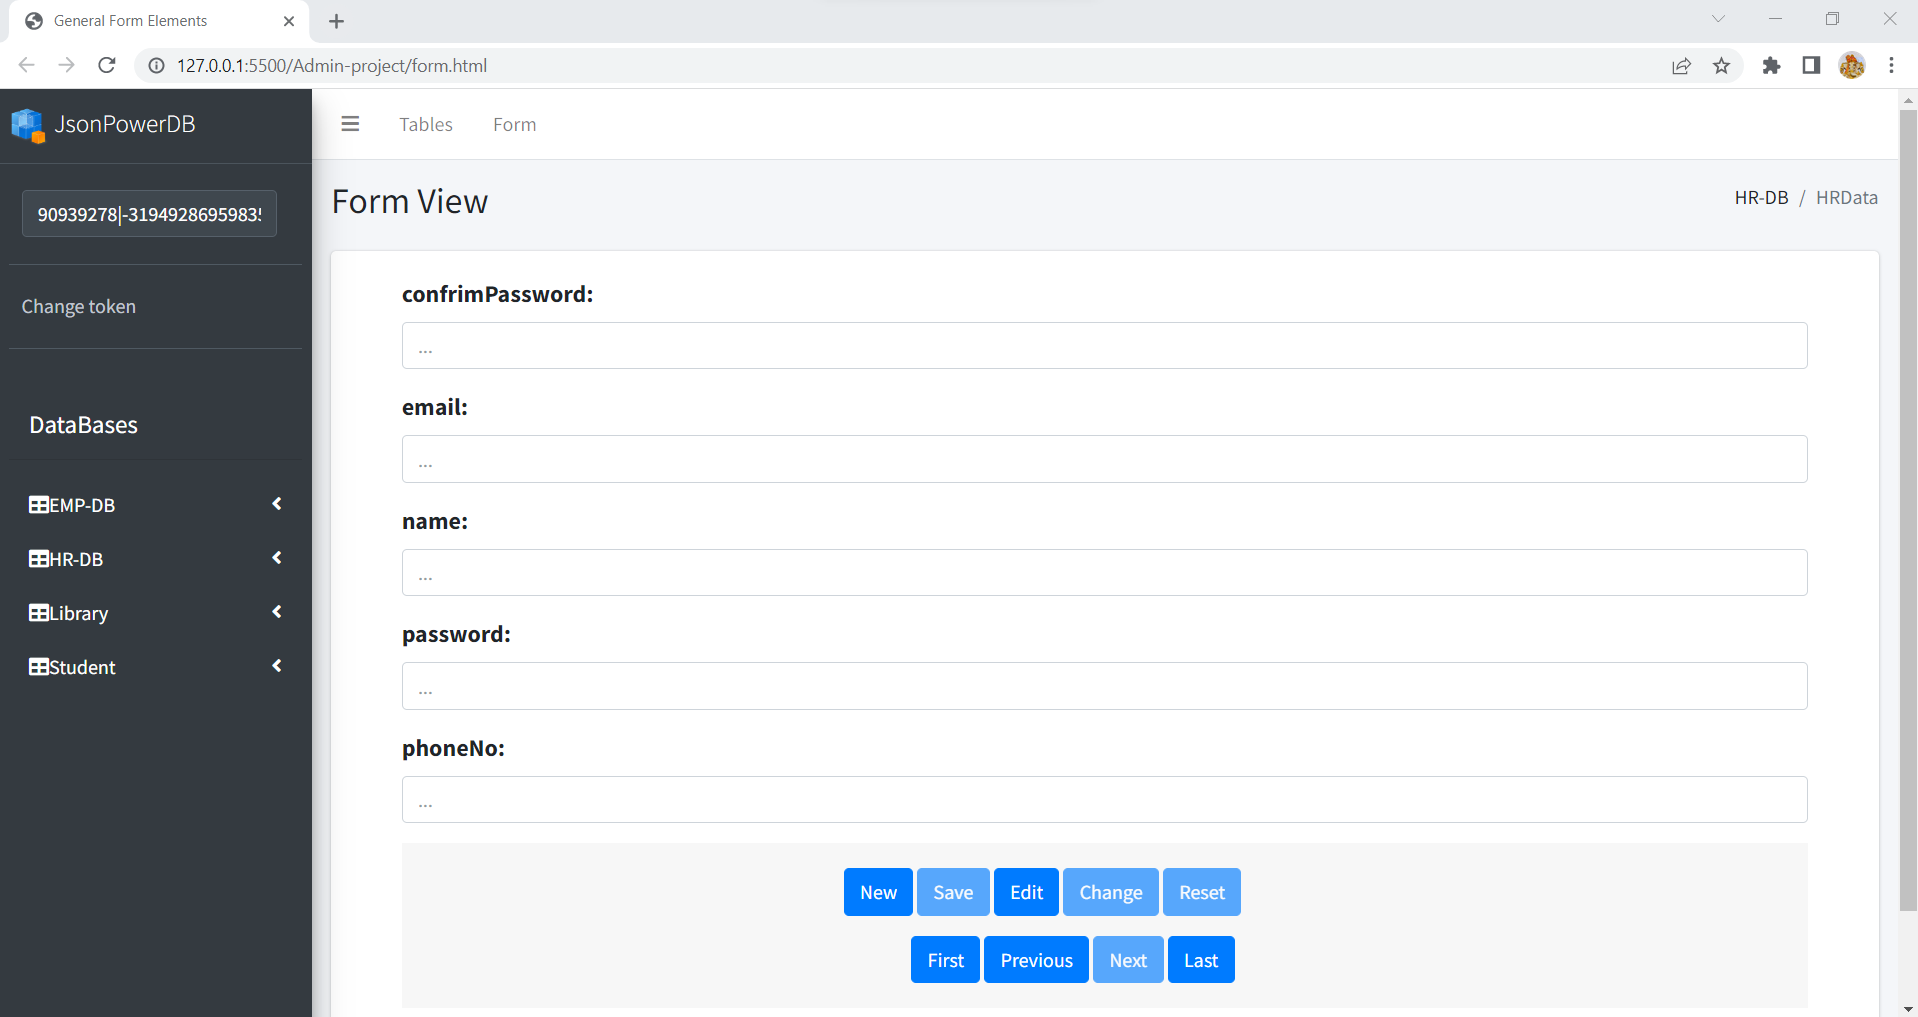 General Form Elements
127.0.0.1:5500/Admin-project/form.html
JsonPowerDB
Tables Form
90939278|-3194928695983
Form View
HR-DB / HRData
Change token
DataBases
EMP-DB
HR-DB
Library
Student
confrimPassword:
...
email:
...
name:
...
password:
...
phoneNo:
...
New Save Edit Change Reset
First Previous Next Last